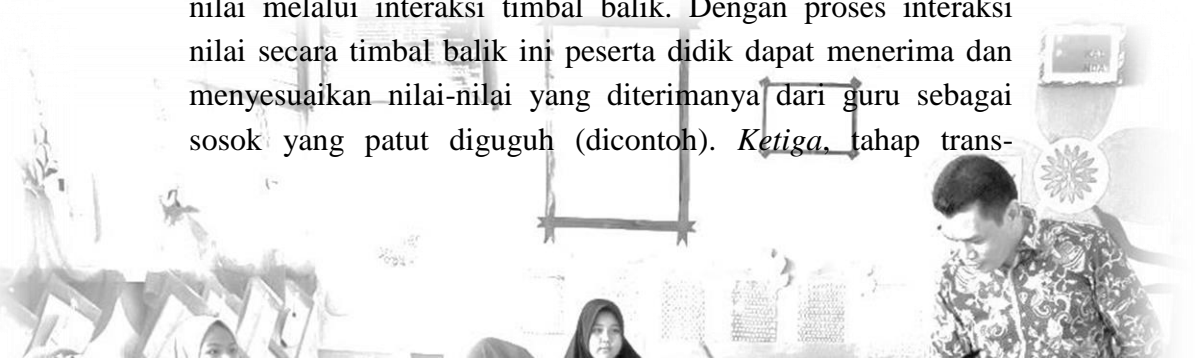 nilai melalui interaksi timbal balik. Dengan proses interaksi
nilai secara timbal balik ini peserta didik dapat menerima dan
menyesuaikan nilai-nilai yang diterimanya dari guru sebagai
sosok yang patut diguguh (dicontoh). Ketiga, tahap trans-